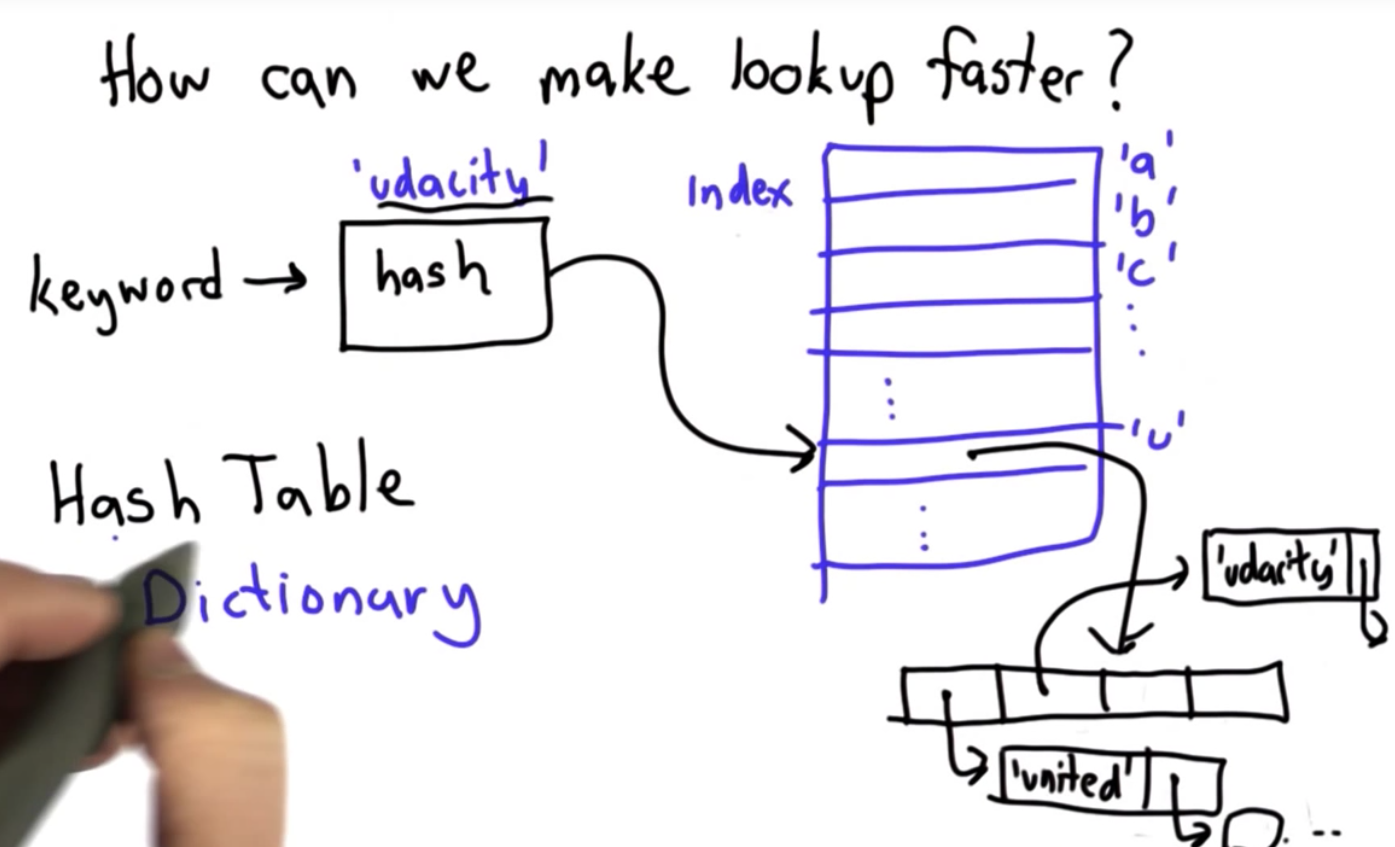 How can we make lookup faster?
'udacity'
keyword → hash
Index
'a'
'b'
'c'
'u'
Hash Table
Dictionary
'udacity'
'united'